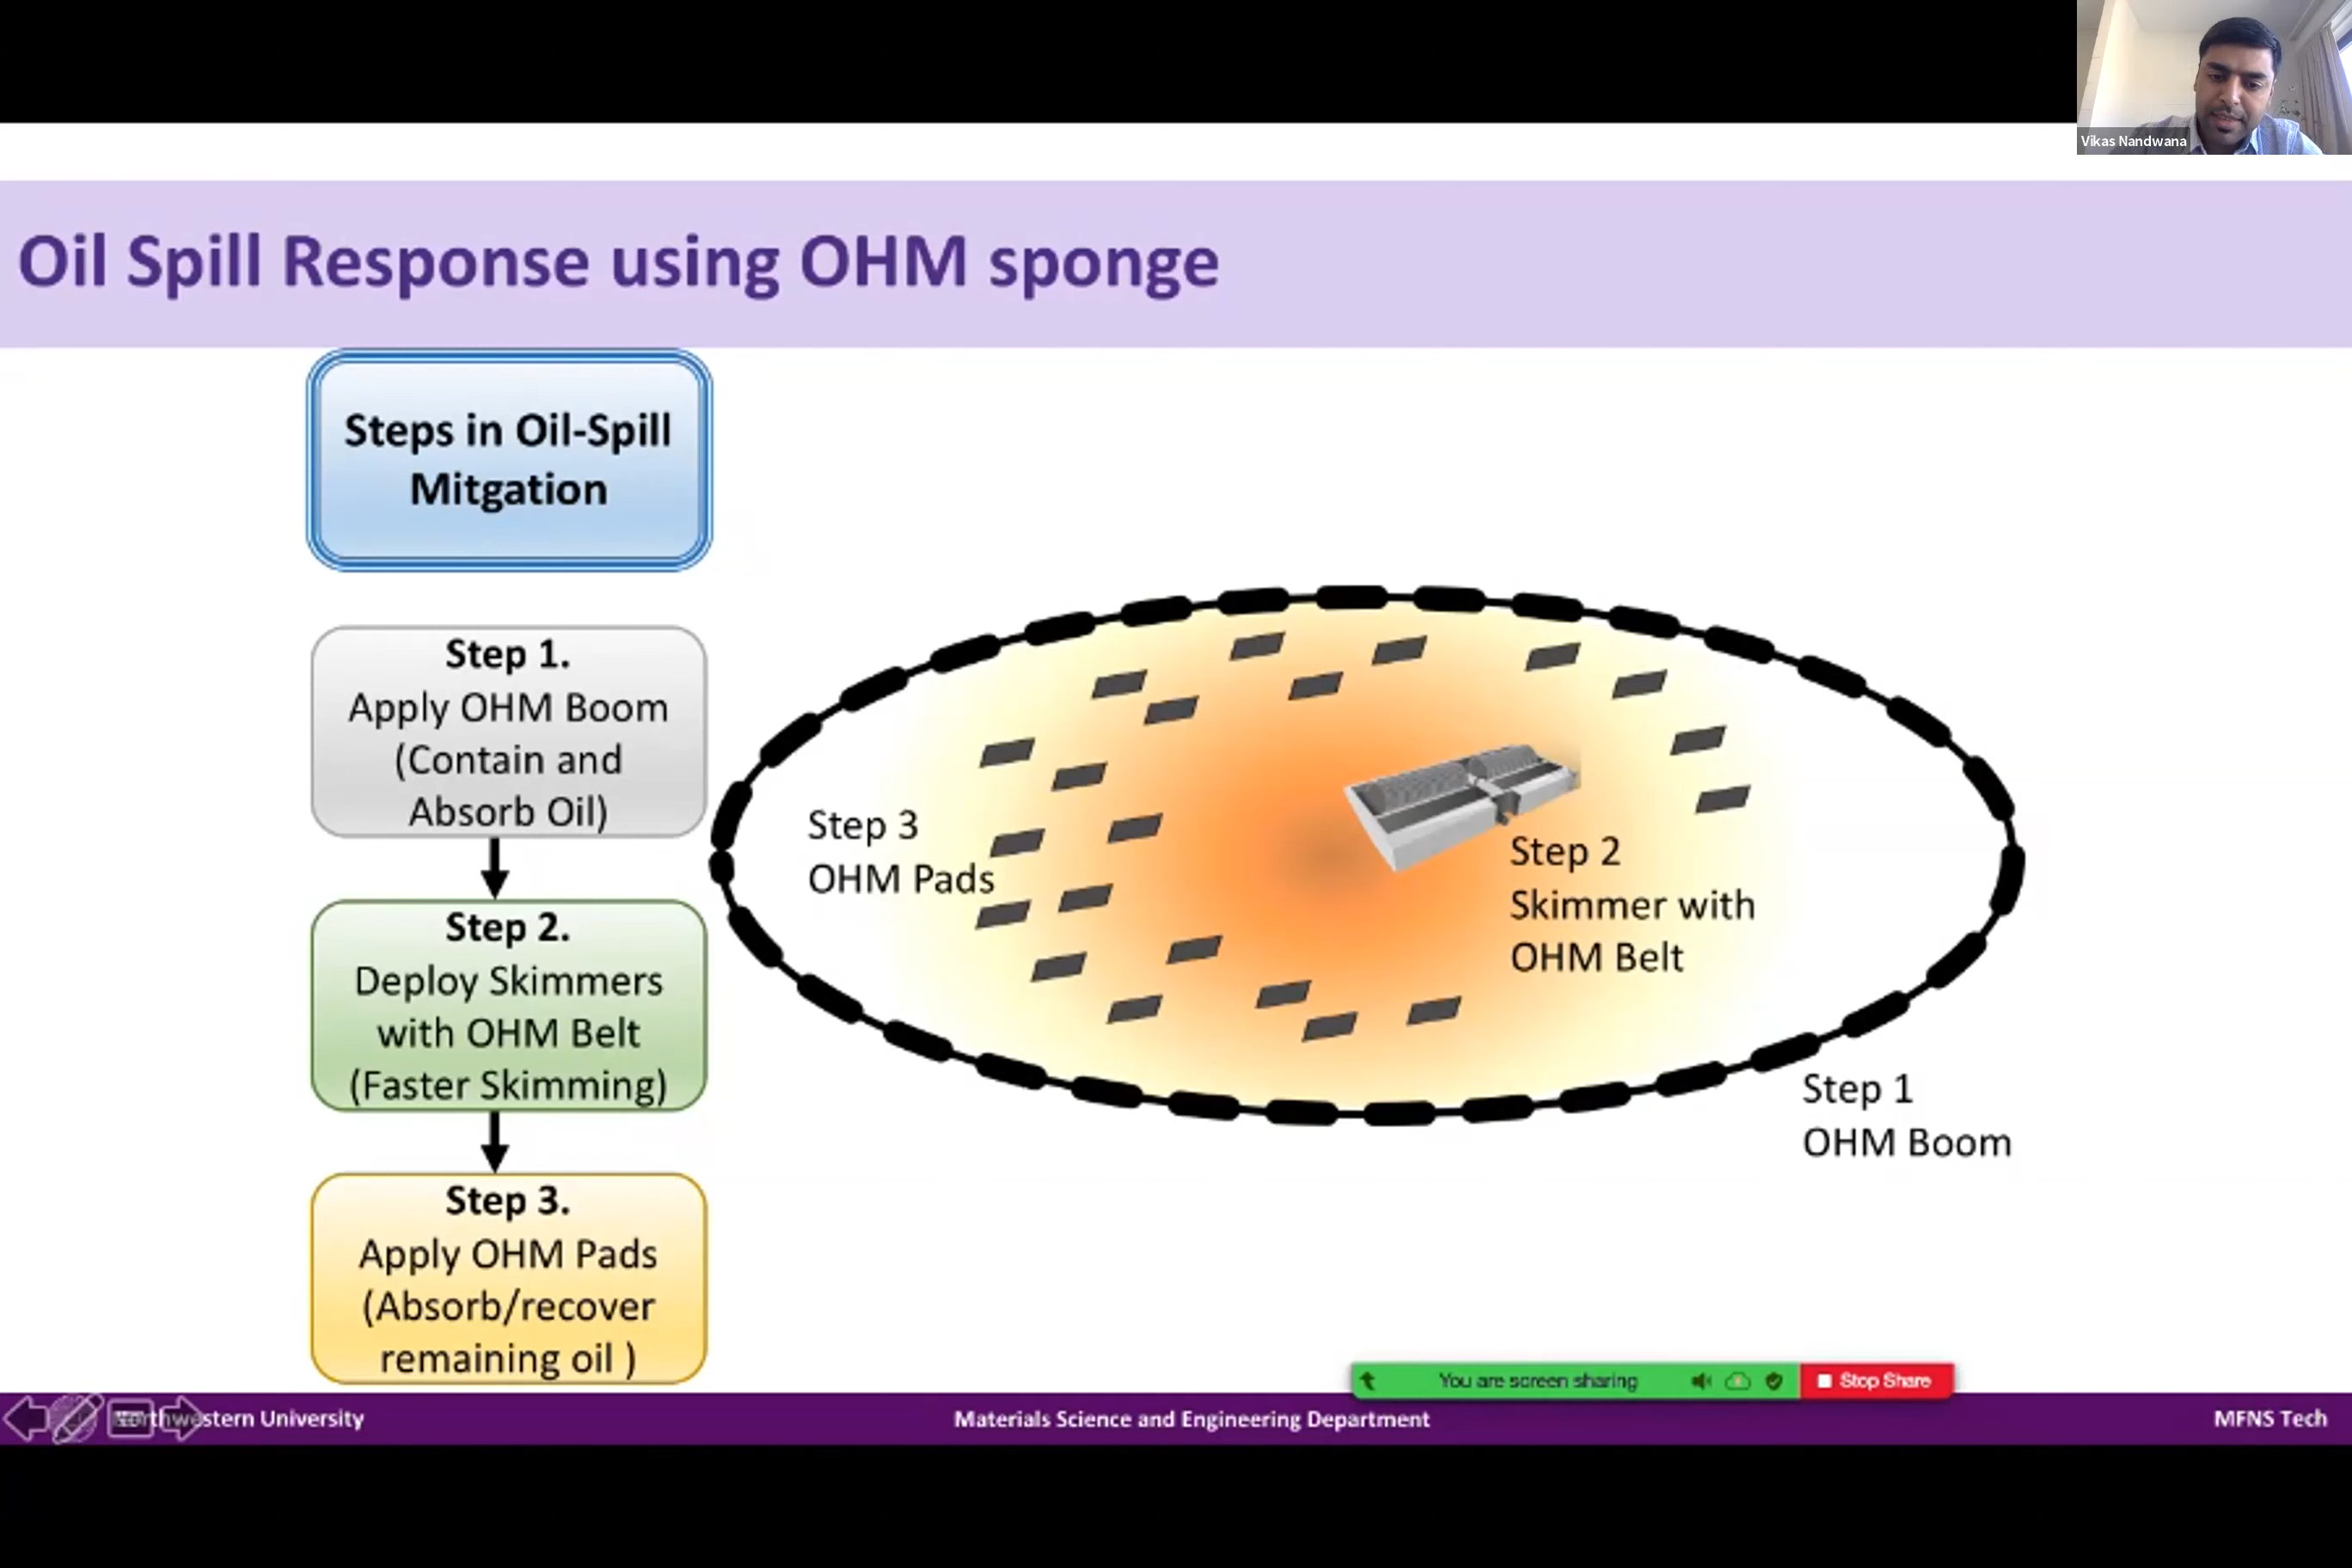 Vikas Nandwana
Oil Spill Response using OHM sponge
Steps in Oil-Spill
Mitgation
Step 1.
Apply OHM Boom
(Contain and
Absorb Oil)
Step 2.
Deploy Skimmers
with OHM Belt
(Faster Skimming)
Step 3.
Apply OHM Pads
(Absorb/recover
remaining oil )
Step 3
OHM Pads
Step 2
Skimmer with
OHM Belt
Step 1
OHM Boom
You are screen sharing
Stop Share
Northwestern University
Materials Science and Engineering Department
MFNS Tech